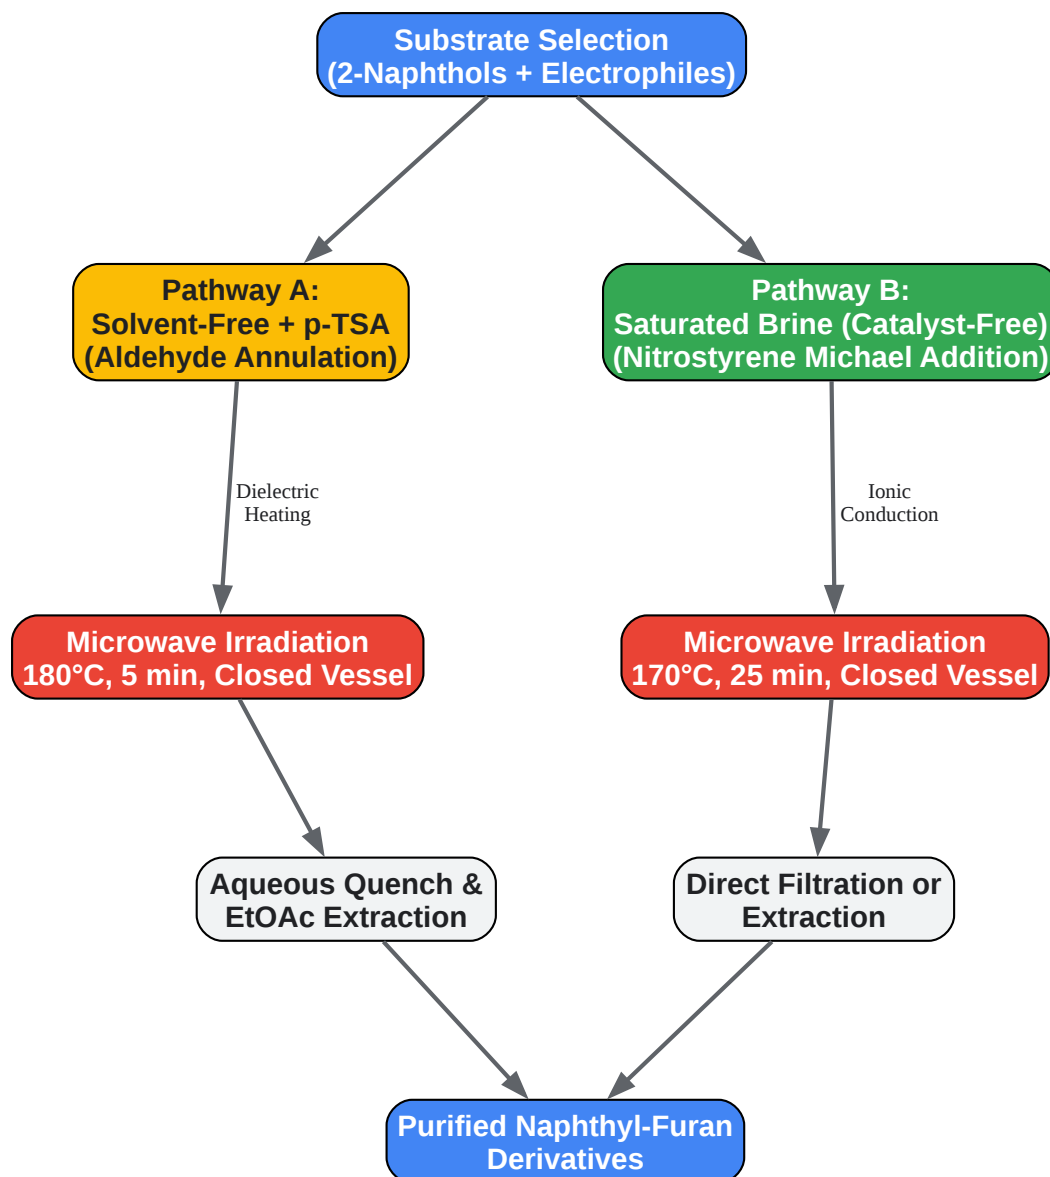 Substrate Selection
(2-Naphthols + Electrophiles)
Pathway A:
Solvent-Free + p-TSA
(Aldehyde Annulation)
Pathway B:
Saturated Brine (Catalyst-Free)
(Nitrostyrene Michael Addition)
Dielectric
Heating
Ionic
Conduction
Microwave Irradiation
180°C, 5 min, Closed Vessel
Microwave Irradiation
170°C, 25 min, Closed Vessel
Aqueous Quench &
EtOAc Extraction
Direct Filtration or
Extraction
Purified Naphthyl-Furan
Derivatives